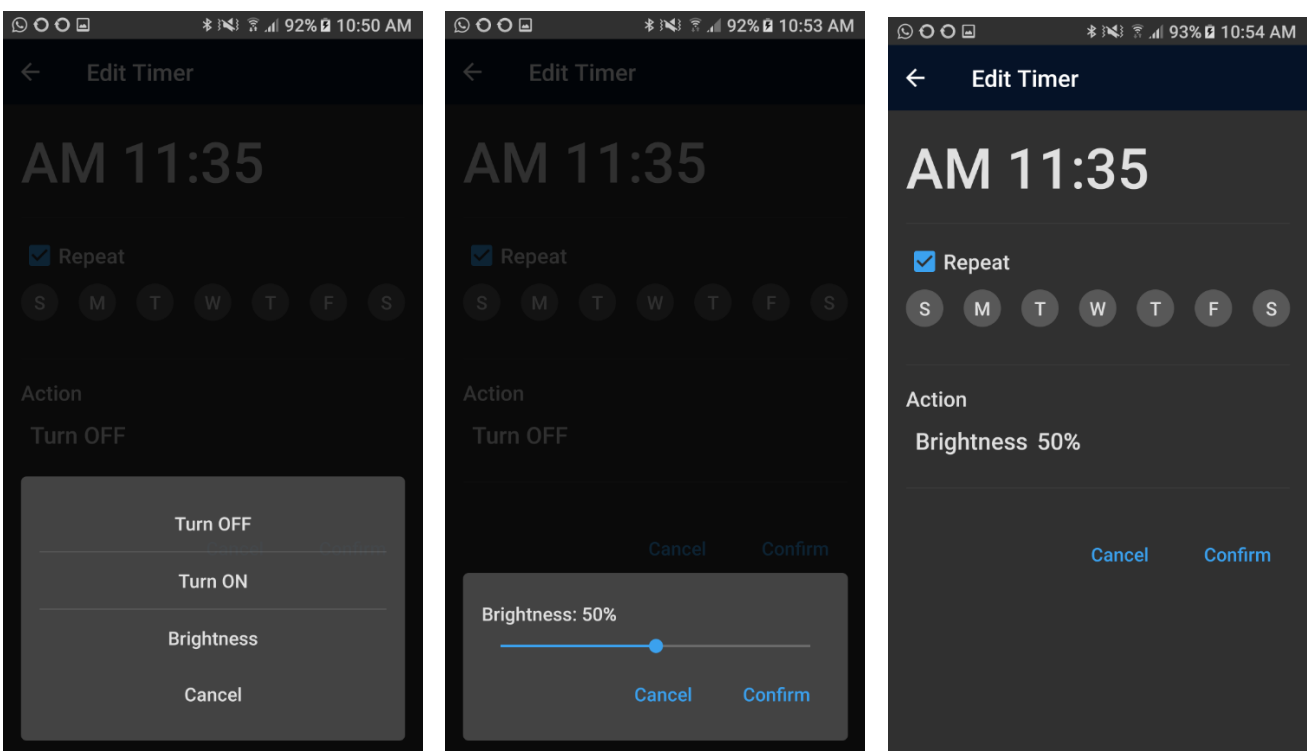 92% 10:50 AM
Edit Timer
AM 11:35
Repeat
S M T W T F S
Action
Turn OFF
Turn OFF
Turn ON
Brightness
Cancel
92% 10:53 AM
Edit Timer
AM 11:35
Repeat
S M T W T F S
Action
Turn OFF
Cancel Confirm
Brightness: 50%
Cancel Confirm
93% 10:54 AM
Edit Timer
AM 11:35
Repeat
S M T W T F S
Action
Brightness 50%
Cancel Confirm